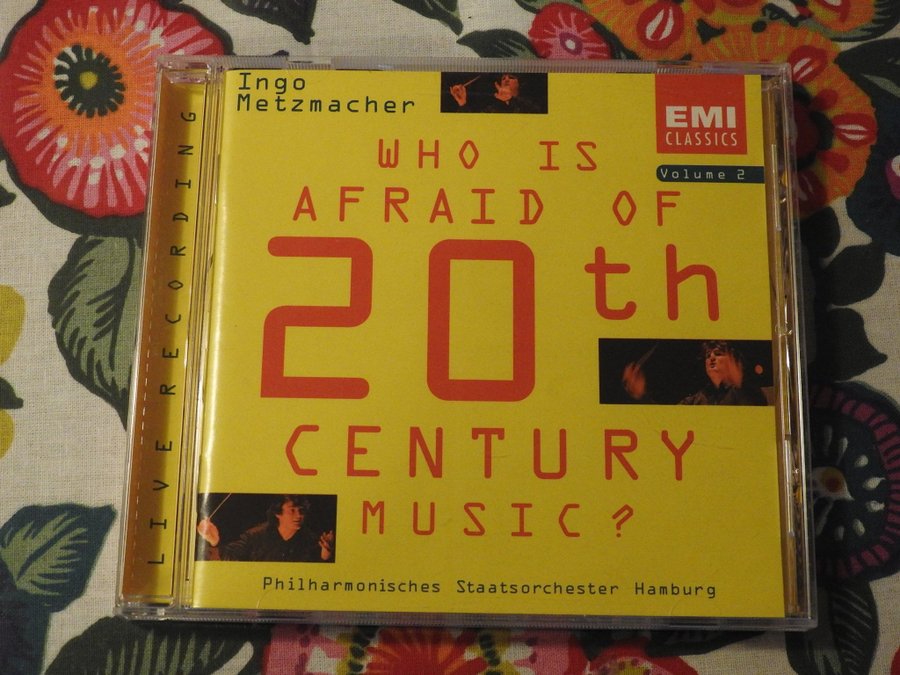 LIVE RECORDING
Ingo
Metzmacher
EMI
CLASSICS
Volume 2
WHO IS
AFRAID OF
20th
CENTURY
MUSIC?
Philharmonisches Staatsorchester Hamburg